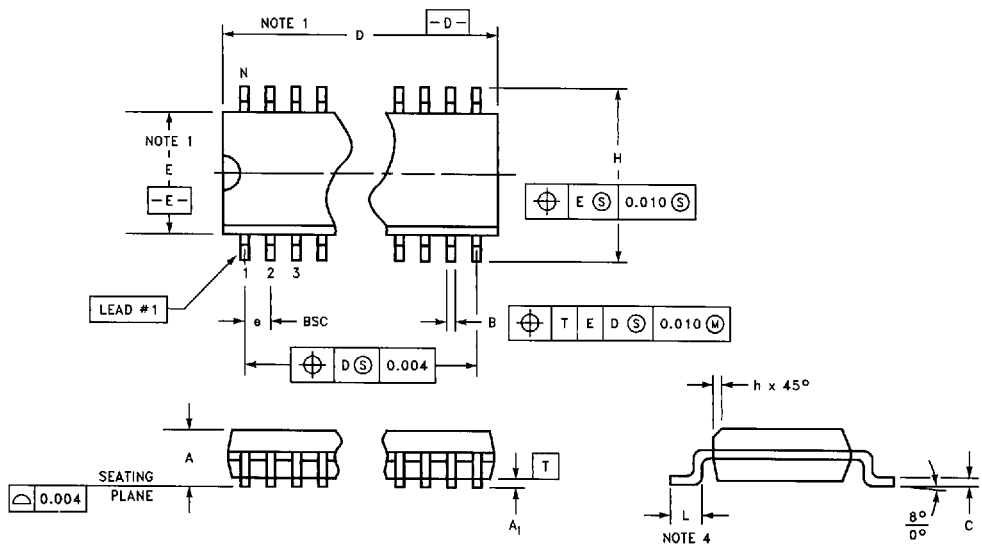 NOTE 1
D
-D-
N
NOTE 1
E
-E-
H
⌖ E Ⓢ 0.010 Ⓢ
1 2 3
LEAD #1
e BSC
B ⌖ T E D Ⓢ 0.010 Ⓜ
⌖ D Ⓢ 0.004
h x 45°
A
T
SEATING
PLANE
⌓ 0.004
A₁
L
NOTE 4
8°
0°
C